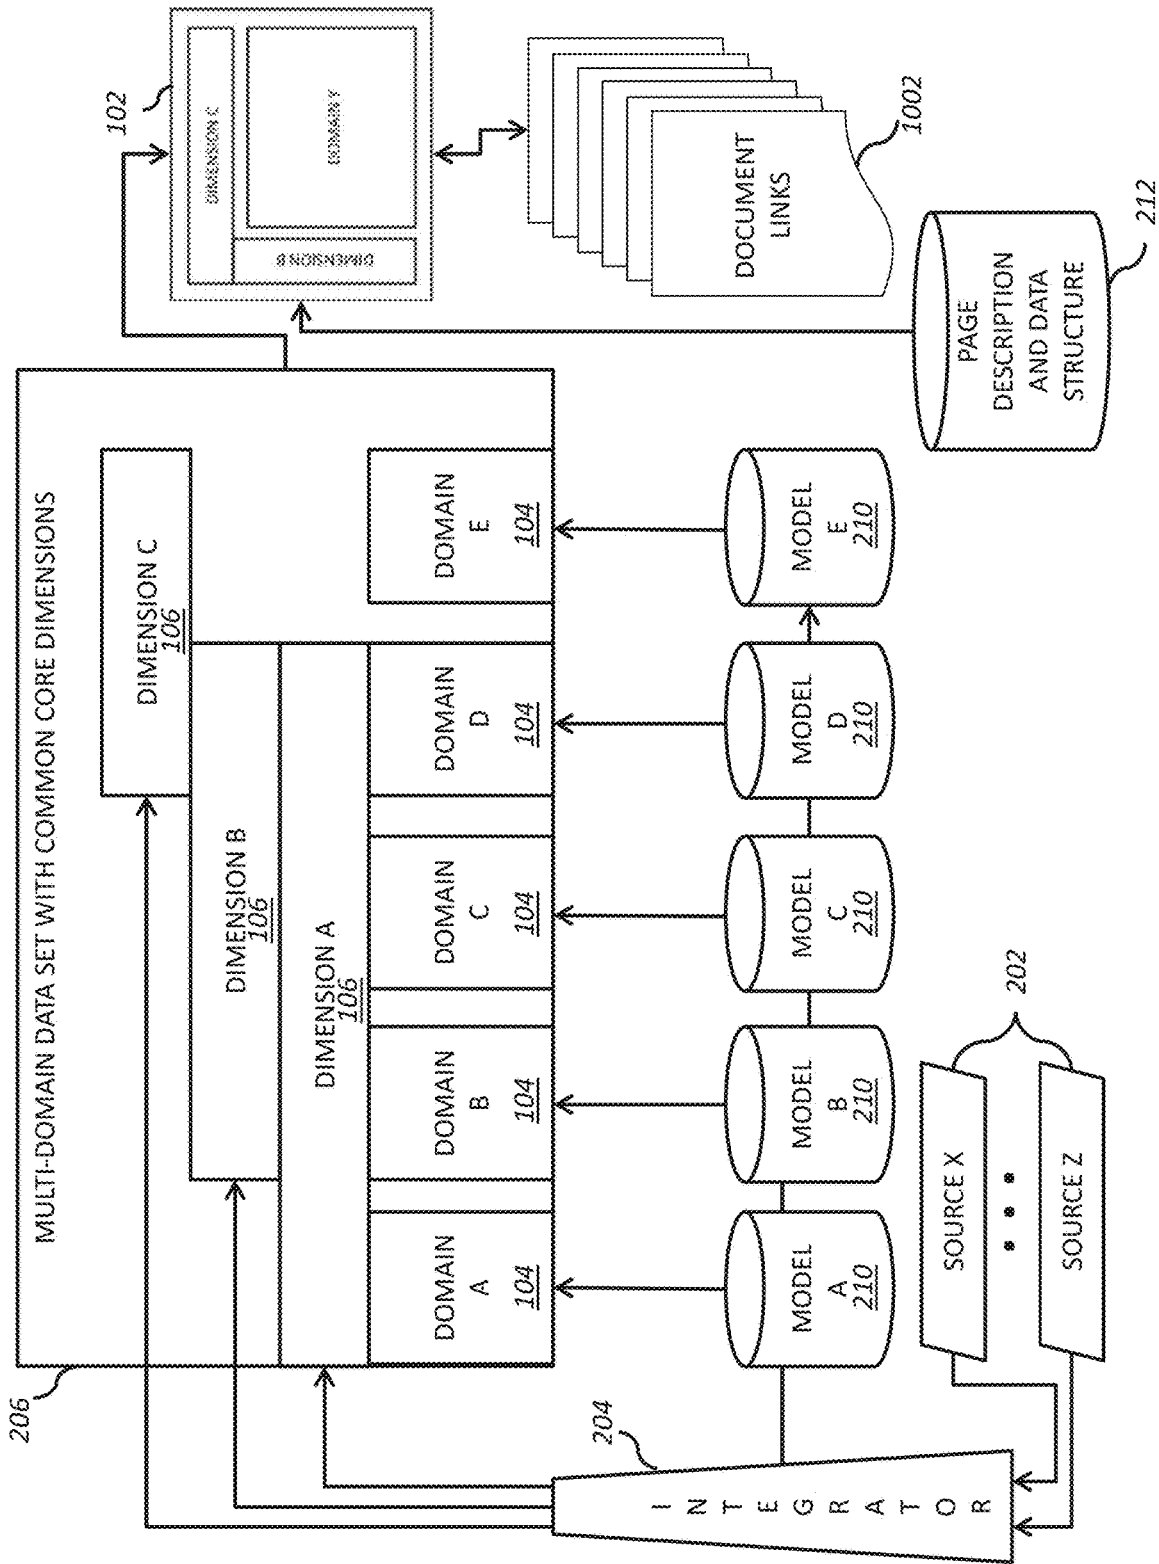 206
MULTI-DOMAIN DATA SET WITH COMMON CORE DIMENSIONS
DIMENSION C
106
DIMENSION B
106
DIMENSION A
106
DOMAIN
A
104
DOMAIN
B
104
DOMAIN
C
104
DOMAIN
D
104
DOMAIN
E
104
MODEL
A
210
MODEL
B
210
MODEL
C
210
MODEL
D
210
MODEL
E
210
204
INTEGRATOR
SOURCE X
SOURCE Z
202
102
DIMENSION C
DIMENSION B
DOMAIN Y
DOCUMENT
LINKS
1002
PAGE
DESCRIPTION
AND DATA
STRUCTURE
212